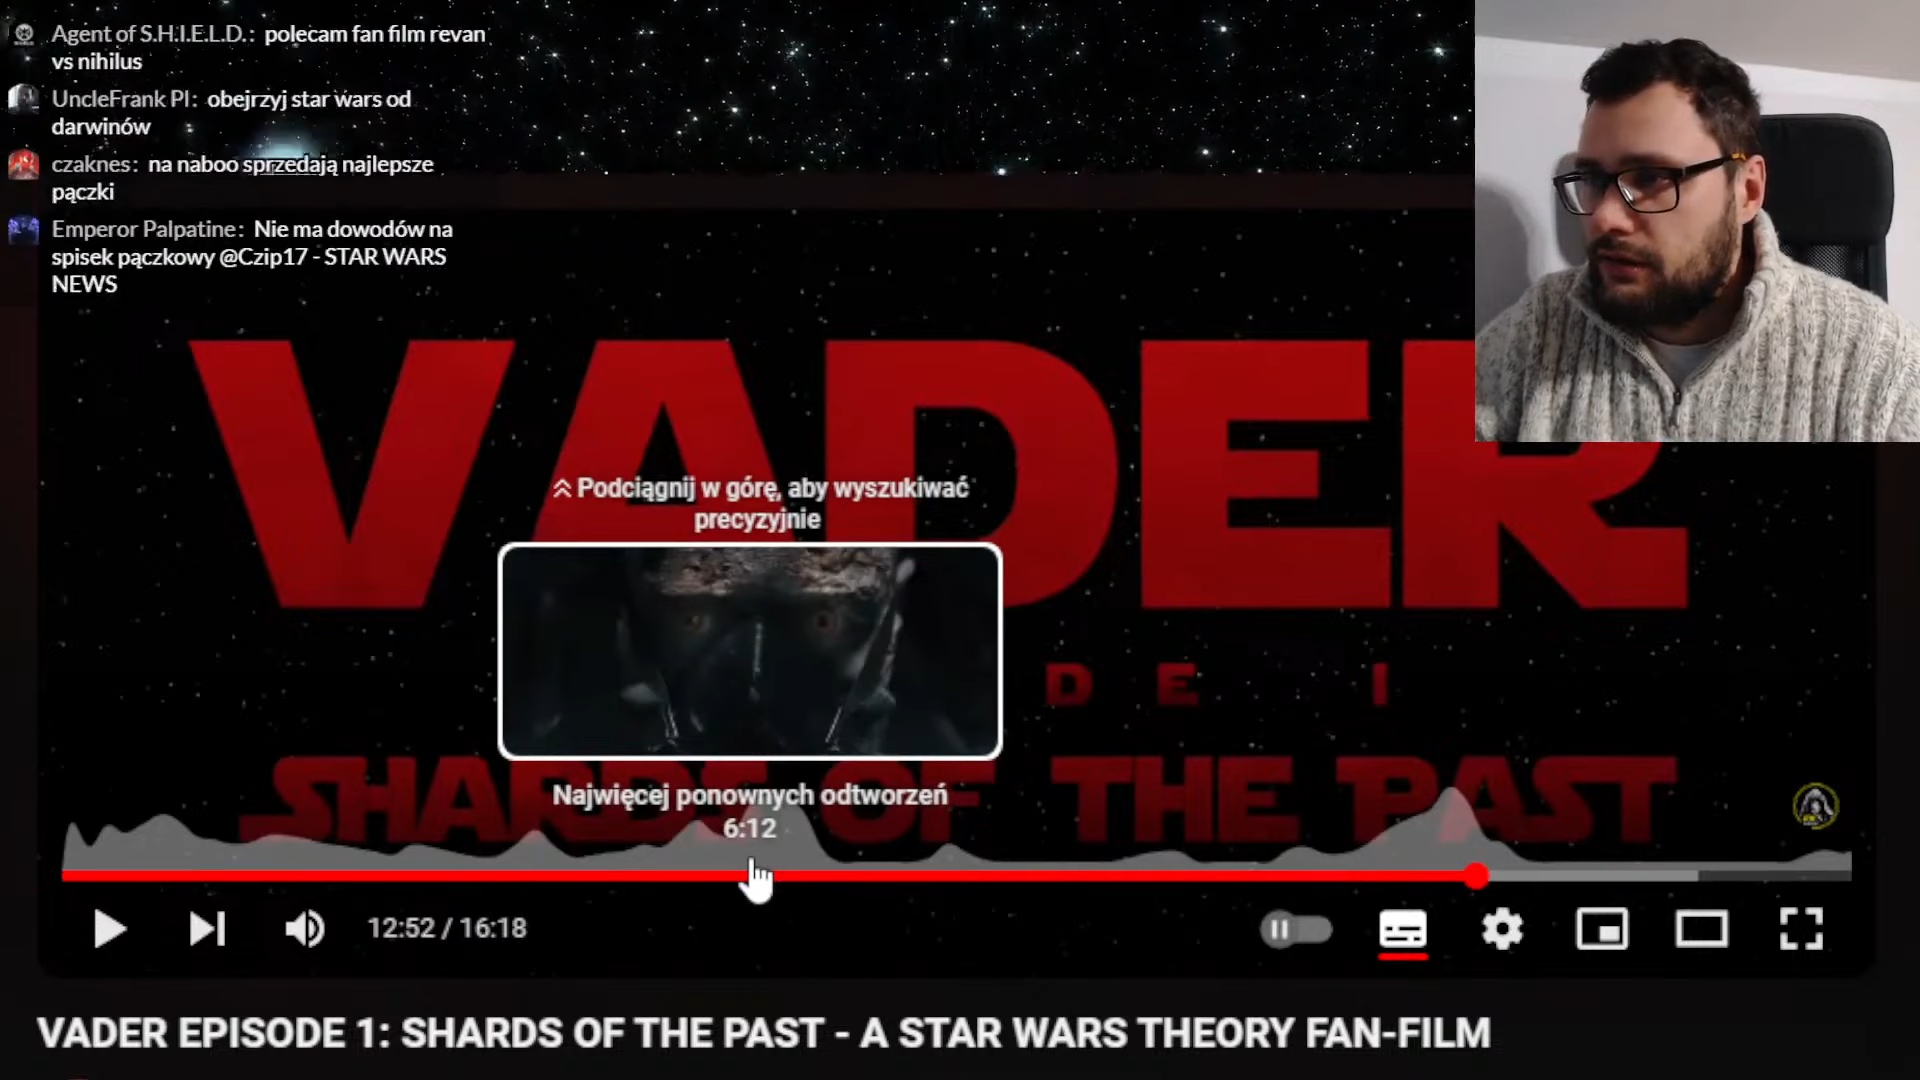 Agent of S.H.I.E.L.D.: polecam fan film revan
vs nihilus
UncleFrank Pl: obejrzyj star wars od
darwinów
czaknes: na naboo sprzedają najlepsze
pączki
Emperor Palpatine: Nie ma dowodów na
spisek pączkowy @Czip17 - STAR WARS
NEWS
VADER
Podciągnij w górę, aby wyszukiwać
precyzyjnie
D E I
SHARDS OF THE PAST
Najwięcej ponownych odtworzeń
6:12
12:52 / 16:18
VADER EPISODE 1: SHARDS OF THE PAST - A STAR WARS THEORY FAN-FILM